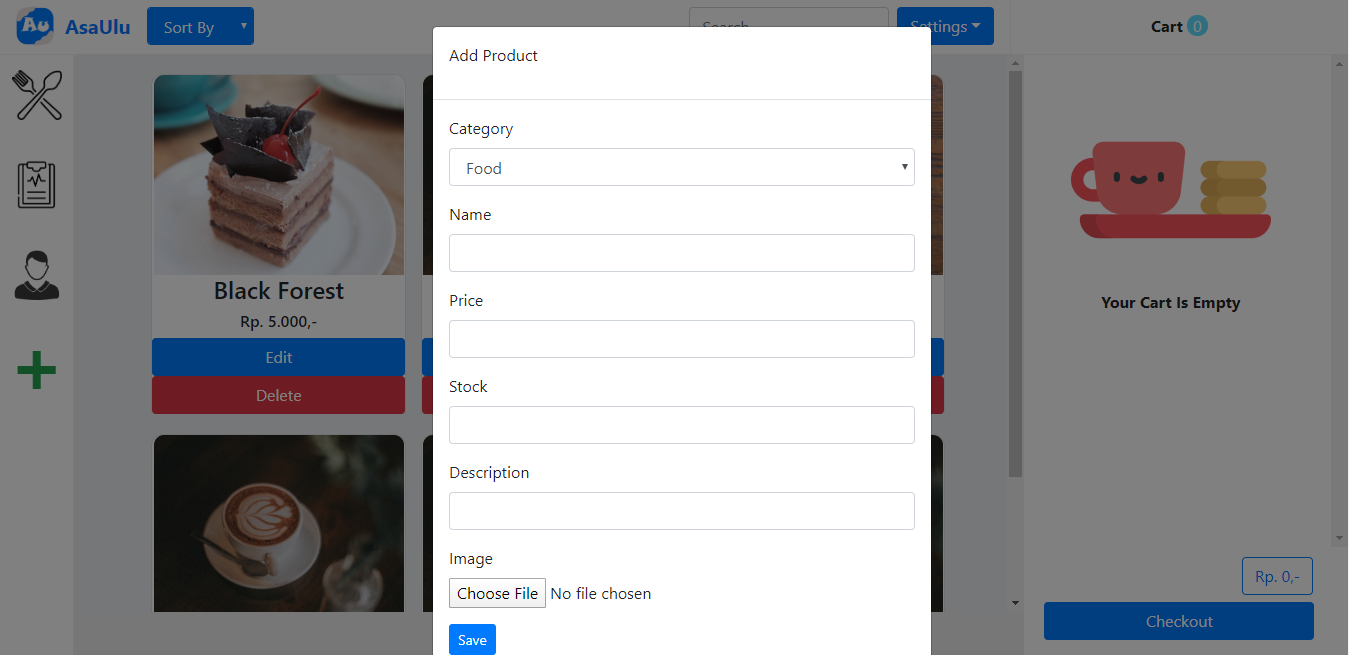 Au AsaUlu
Sort By
Search
Settings
Cart 0
Add Product
Category
Food
Name
Price
Stock
Description
Image
Choose File No file chosen
Save
Black Forest
Rp. 5.000,-
Edit
Delete
Your Cart Is Empty
Rp. 0,-
Checkout